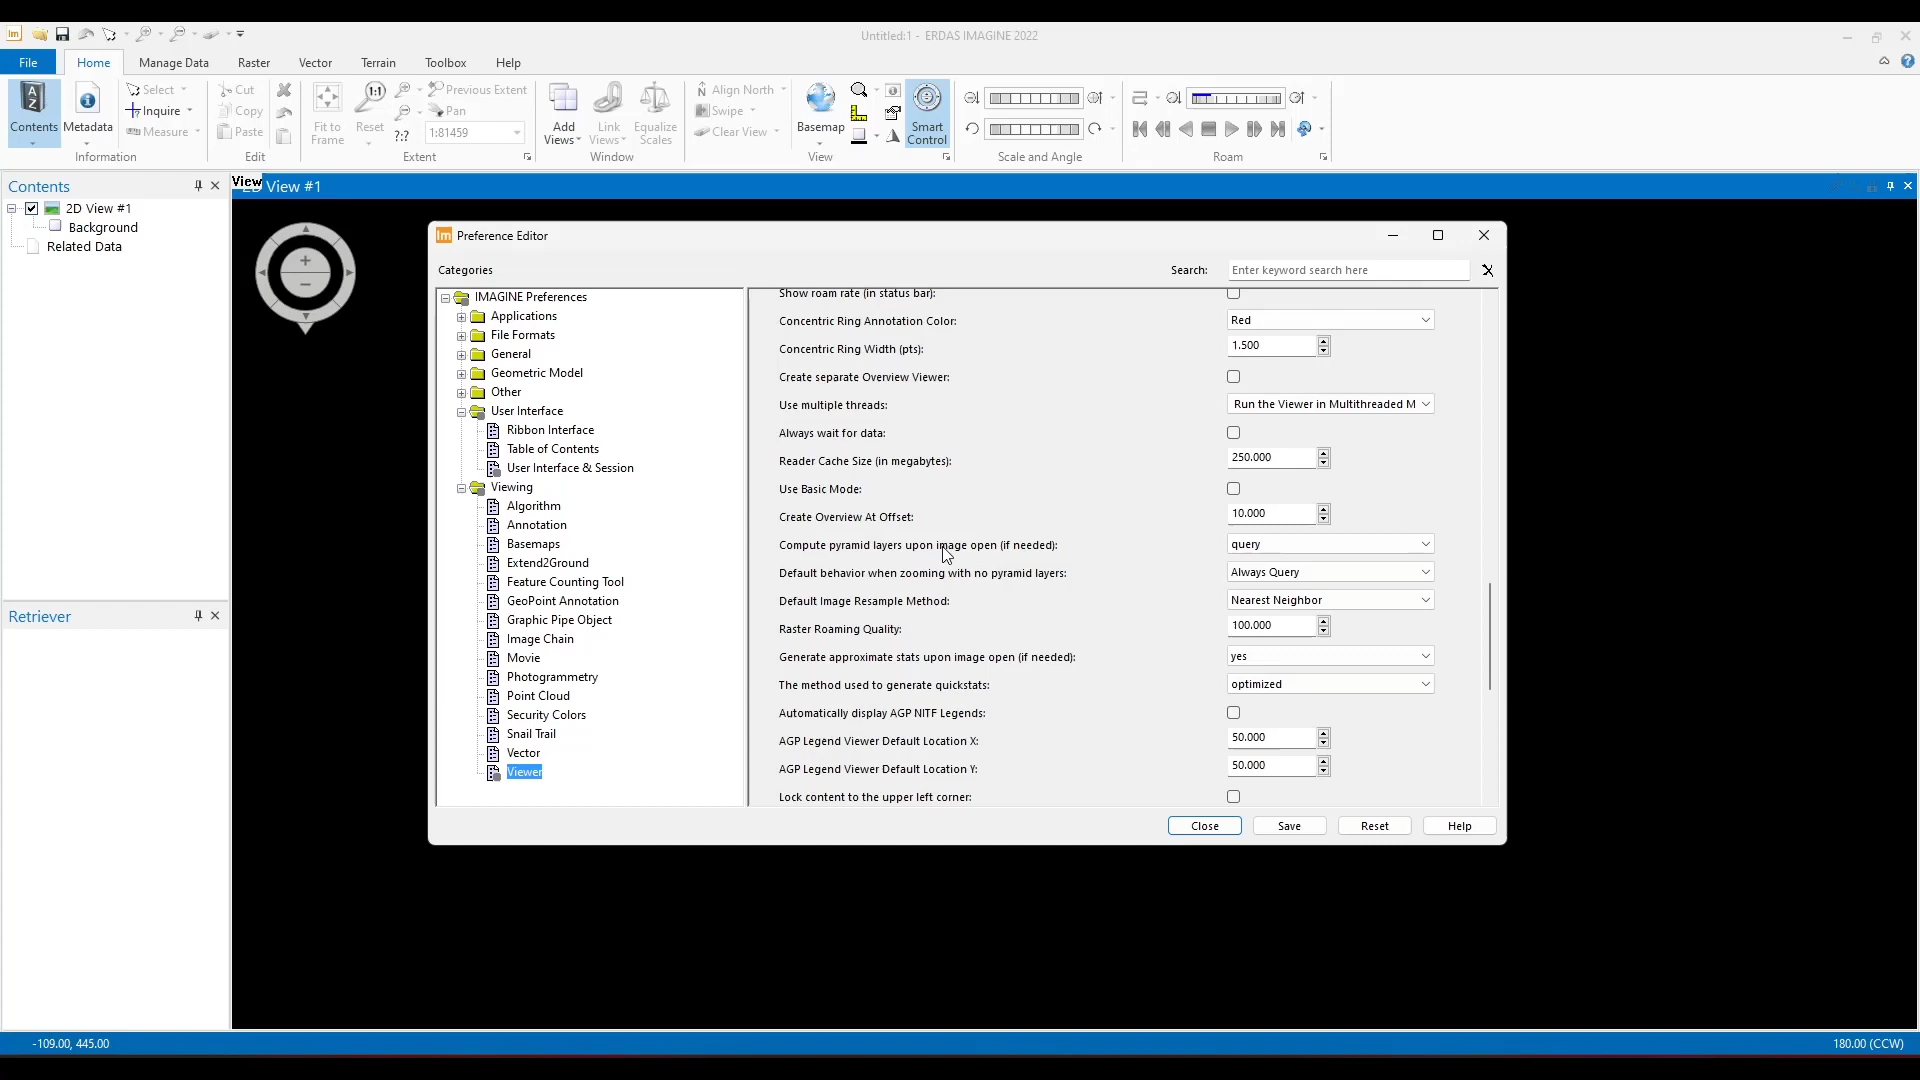 Im
Untitled:1 - ERDAS IMAGINE 2022
File Home Manage Data Raster Vector Terrain Toolbox Help
Contents
Metadata
Select
Inquire
Measure
Information
Cut
Copy
Paste
Edit
Fit to
Frame
1:1
Reset
?:?
Previous Extent
Pan
1:81459
Extent
Add
Views
Link
Views
Equalize
Scales
Window
Align North
Swipe
Clear View
Basemap
View
Smart
Control
Scale and Angle
Roam
Contents
2D View #1
Background
Related Data
Retriever
View
View #1
Im Preference Editor
Categories
Search: Enter keyword search here
IMAGINE Preferences
Applications
File Formats
General
Geometric Model
Other
User Interface
Ribbon Interface
Table of Contents
User Interface & Session
Viewing
Algorithm
Annotation
Basemaps
Extend2Ground
Feature Counting Tool
GeoPoint Annotation
Graphic Pipe Object
Image Chain
Movie
Photogrammetry
Point Cloud
Security Colors
Snail Trail
Vector
Viewer
Show roam rate (in status bar):
Concentric Ring Annotation Color: Red
Concentric Ring Width (pts): 1.500
Create separate Overview Viewer:
Use multiple threads: Run the Viewer in Multithreaded M
Always wait for data:
Reader Cache Size (in megabytes): 250.000
Use Basic Mode:
Create Overview At Offset: 10.000
Compute pyramid layers upon image open (if needed): query
Default behavior when zooming with no pyramid layers: Always Query
Default Image Resample Method: Nearest Neighbor
Raster Roaming Quality: 100.000
Generate approximate stats upon image open (if needed): yes
The method used to generate quickstats: optimized
Automatically display AGP NITF Legends:
AGP Legend Viewer Default Location X: 50.000
AGP Legend Viewer Default Location Y: 50.000
Lock content to the upper left corner:
Close Save Reset Help
-109.00, 445.00
180.00 (CCW)